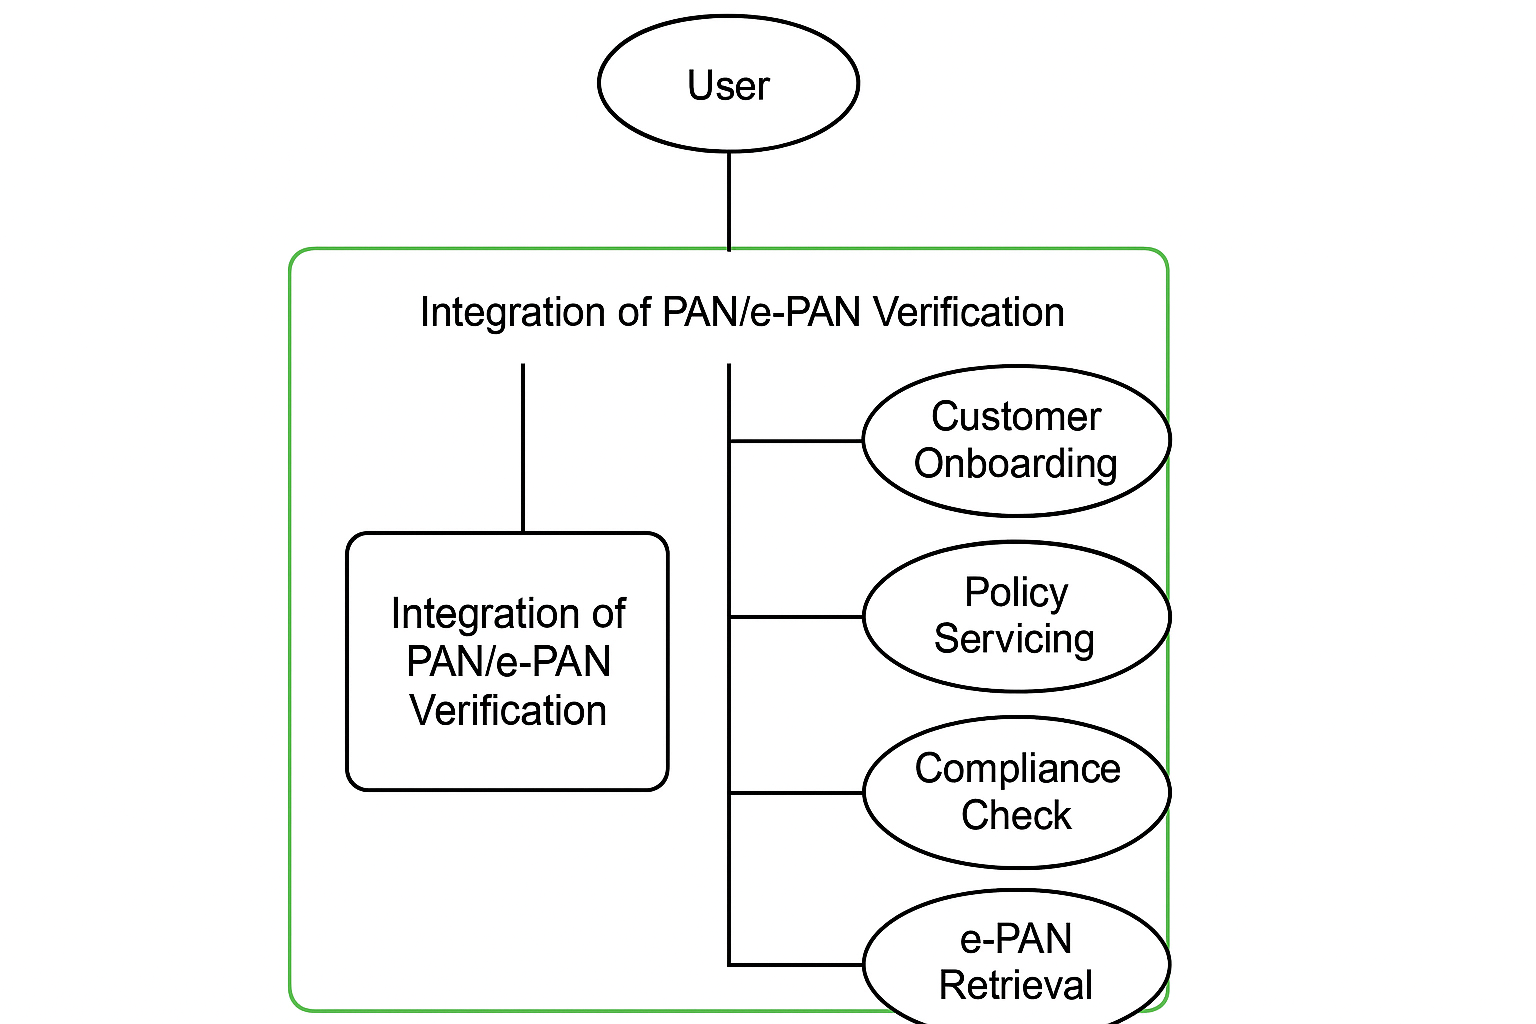 User
Integration of PAN/e-PAN Verification
Customer
Onboarding
Policy
Servicing
Integration of
PAN/e-PAN
Verification
Compliance
Check
e-PAN
Retrieval